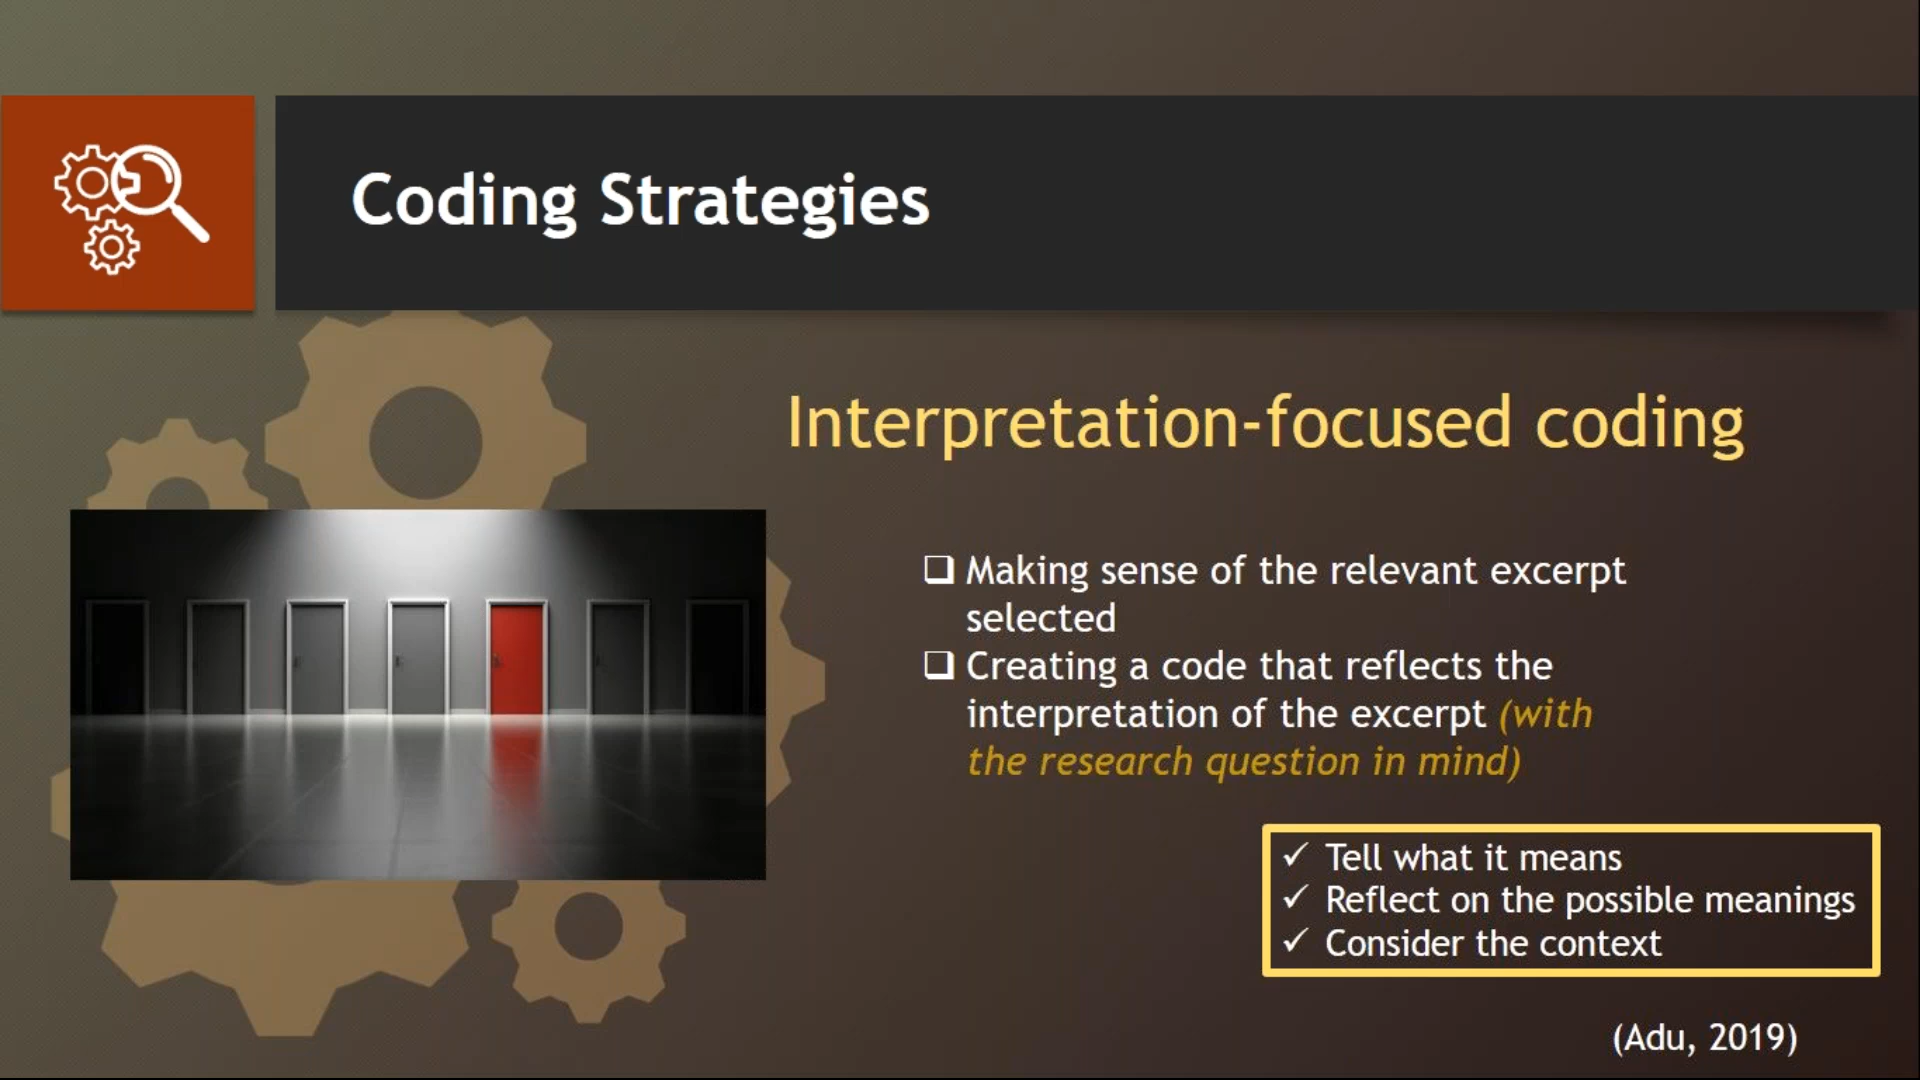 Coding Strategies
Interpretation-focused coding
❑ Making sense of the relevant excerpt
selected
❑ Creating a code that reflects the
interpretation of the excerpt (with
the research question in mind)
✓ Tell what it means
✓ Reflect on the possible meanings
✓ Consider the context
(Adu, 2019)